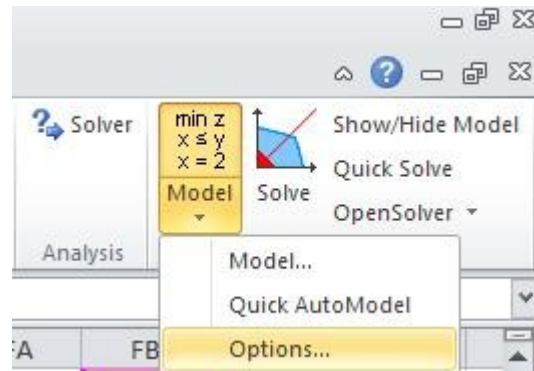 Solver
min z
x ≤ y
x = 2
Model
Solve
Show/Hide Model
Quick Solve
OpenSolver
Analysis
Model...
Quick AutoModel
Options...
FA
FB